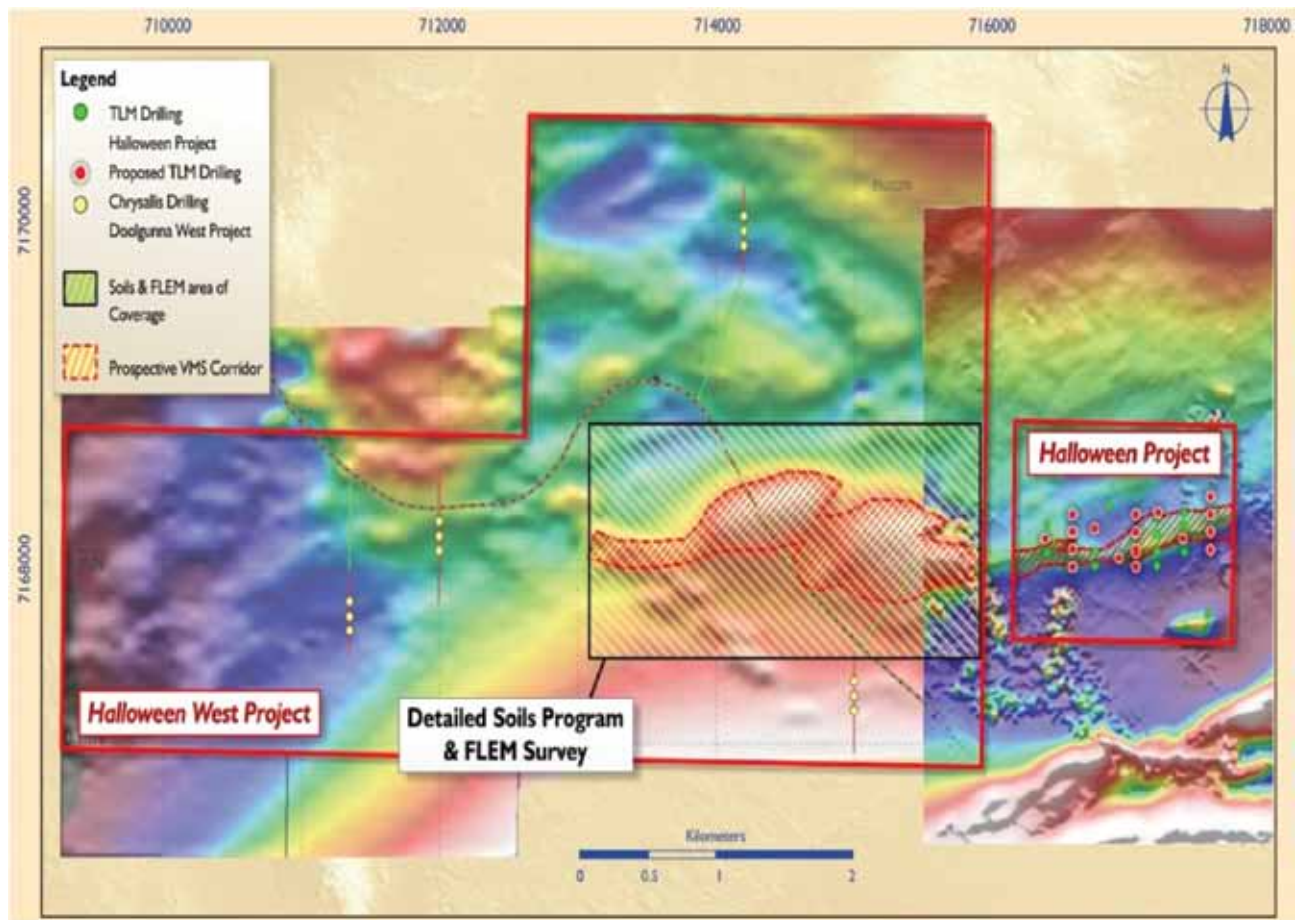 710000
712000
714000
716000
718000
Legend
TLM Drilling
Halloween Project
Proposed TLM Drilling
Chrysallis Drilling
Doolgunna West Project
Soils & FLEM area of
Coverage
Prospective VMS Corridor
N
7170000
7168000
Halloween Project
Halloween West Project
Detailed Soils Program
& FLEM Survey
Kilometers
0 0.5 1 2